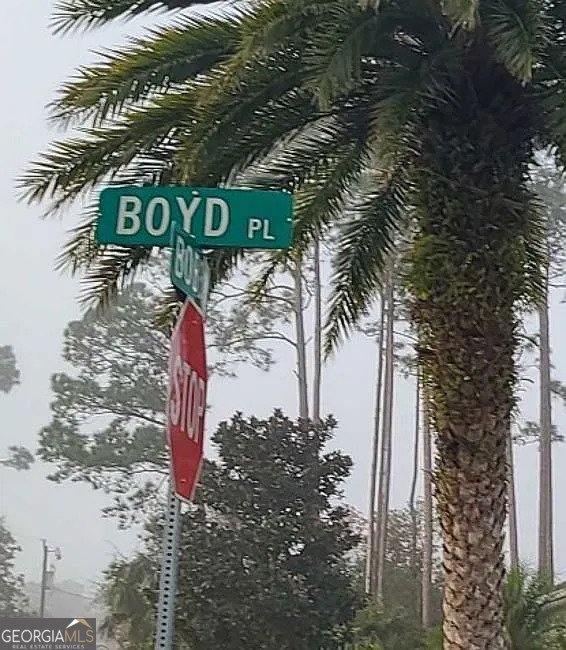 BOYD PL
STOP
GEORGIAMLS
REAL ESTATE SERVICES